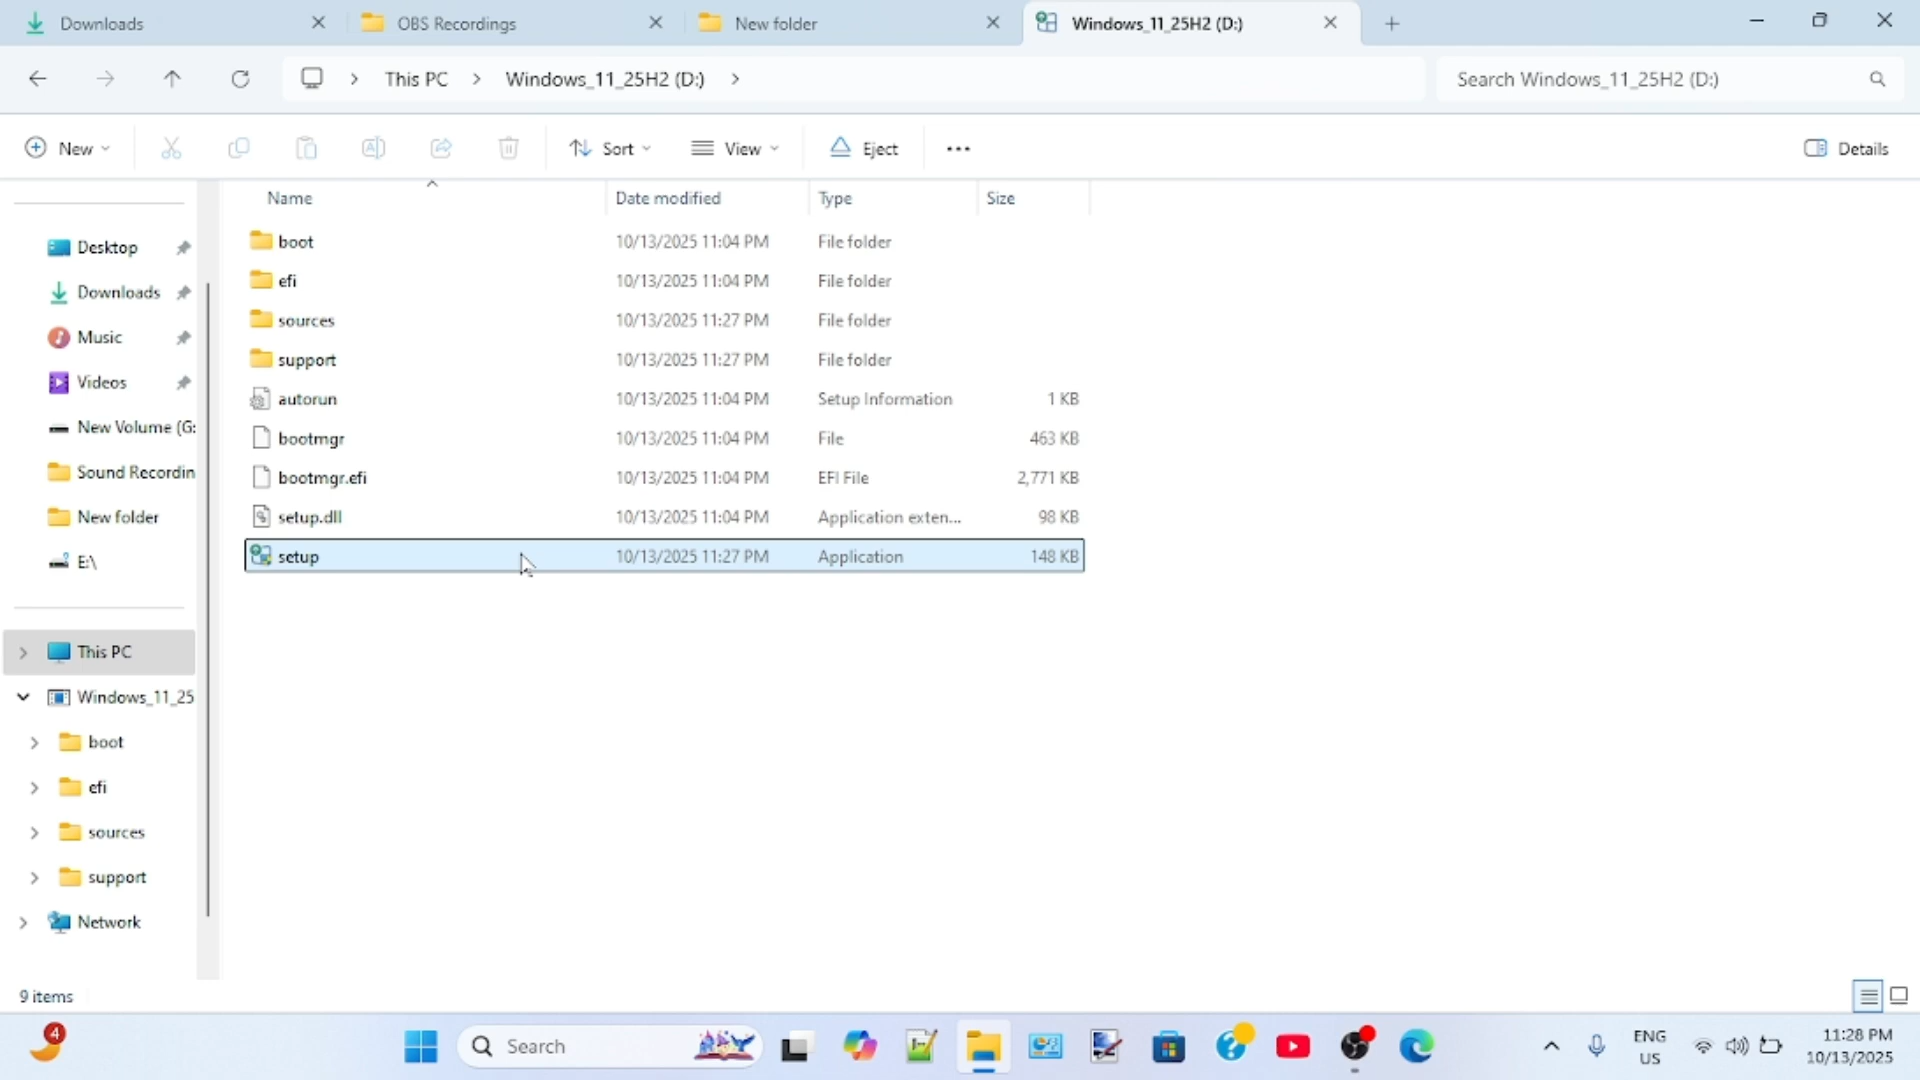 Downloads
OBS Recordings
New folder
Windows_11_25H2 (D:)
This PC
Windows_11_25H2 (D:)
Search Windows_11_25H2 (D:)
New
Sort
View
Eject
Details
Name
Date modified
Type
Size
boot 10/13/2025 11:04 PM File folder
efi 10/13/2025 11:04 PM File folder
sources 10/13/2025 11:27 PM File folder
support 10/13/2025 11:27 PM File folder
autorun 10/13/2025 11:04 PM Setup Information 1 KB
bootmgr 10/13/2025 11:04 PM File 463 KB
bootmgr.efi 10/13/2025 11:04 PM EFI File 2,771 KB
setup.dll 10/13/2025 11:04 PM Application exten... 98 KB
setup 10/13/2025 11:27 PM Application 148 KB
Desktop
Downloads
Music
Videos
New Volume (G:
Sound Recordin
New folder
E:\
This PC
Windows_11_25
boot
efi
sources
support
Network
9 items
4
Search
ENG
US
11:28 PM
10/13/2025